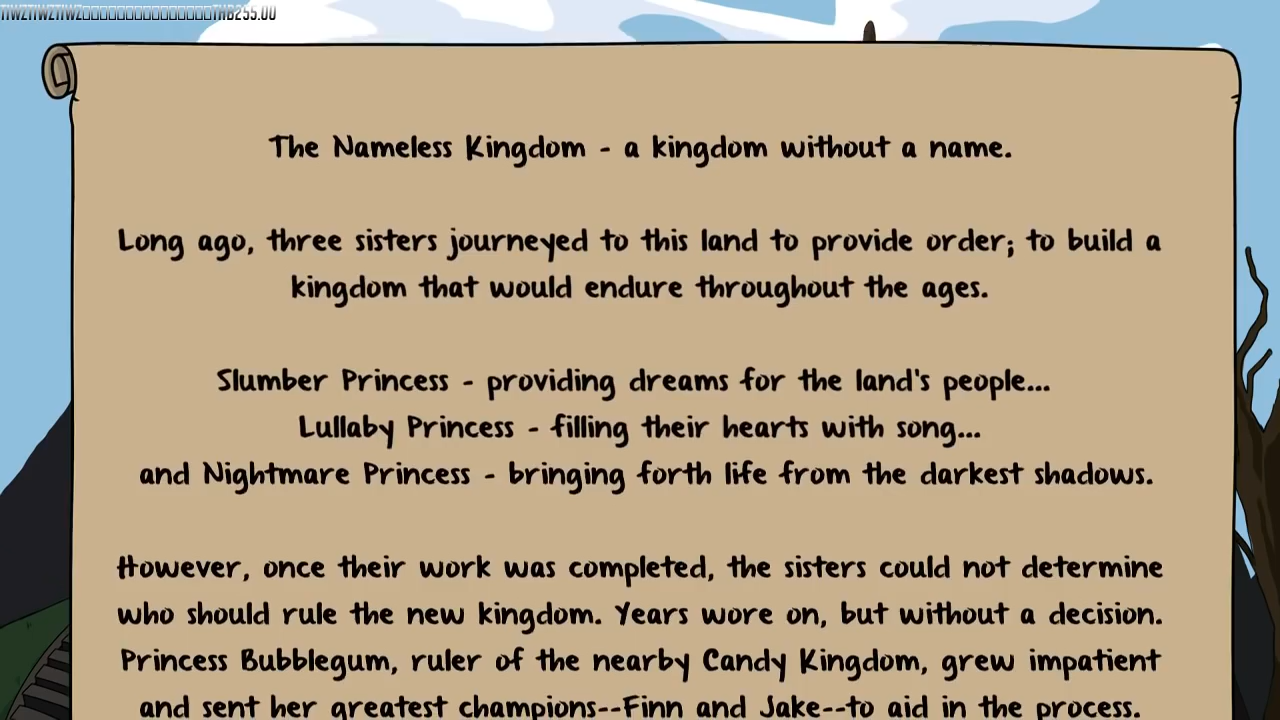 The Nameless Kingdom - a kingdom without a name.
Long ago, three sisters journeyed to this land to provide order; to build a
kingdom that would endure throughout the ages.
Slumber Princess - providing dreams for the land's people...
Lullaby Princess - filling their hearts with song...
and Nightmare Princess - bringing forth life from the darkest shadows.
However, once their work was completed, the sisters could not determine
who should rule the new kingdom. Years wore on, but without a decision.
Princess Bubblegum, ruler of the nearby Candy Kingdom, grew impatient
and sent her greatest champions--Finn and Jake--to aid in the process.